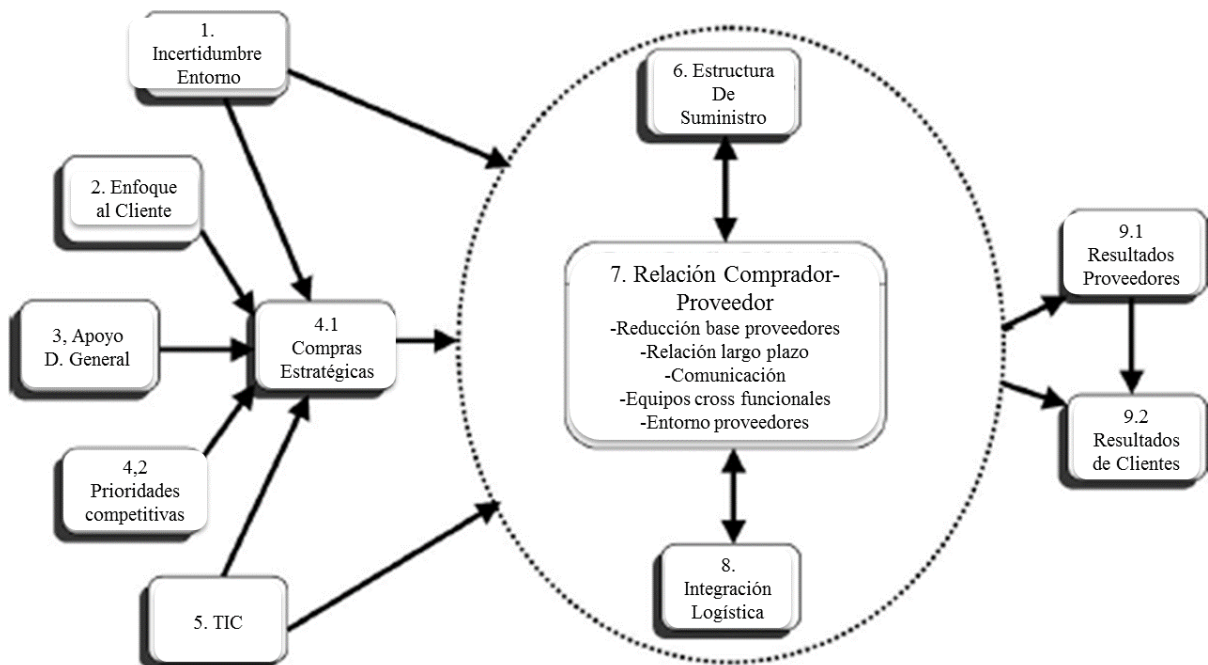 1.
Incertidumbre
Entorno
2. Enfoque
al Cliente
3, Apoyo
D. General
4.1
Compras
Estratégicas
4,2
Prioridades
competitivas
5. TIC
6. Estructura
De
Suministro
7. Relación Comprador-
Proveedor
-Reducción base proveedores
-Relación largo plazo
-Comunicación
-Equipos cross funcionales
-Entorno proveedores
8.
Integración
Logística
9.1
Resultados
Proveedores
9.2
Resultados
de Clientes